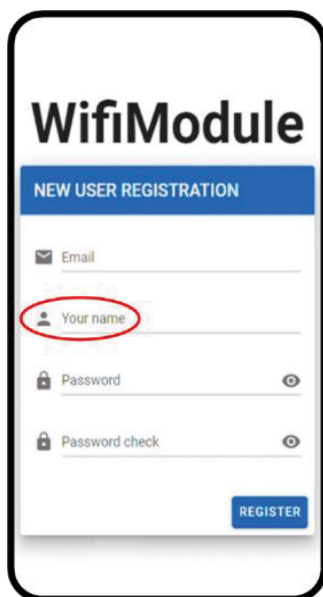 WifiModule
NEW USER REGISTRATION
Email
Your name
Password
Password check
REGISTER